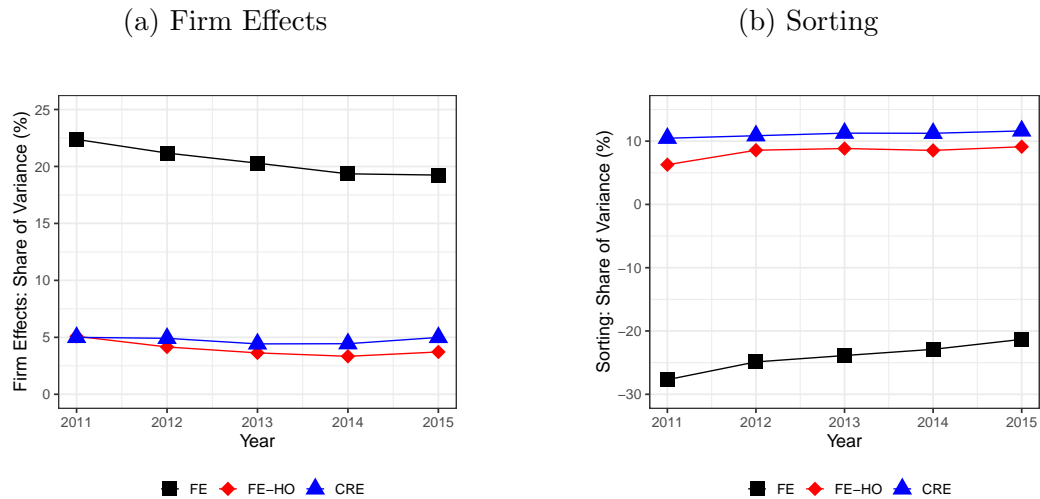 (a) Firm Effects
Firm Effects: Share of Variance (%)
25
20
15
10
5
0
2011 2012 2013 2014 2015
Year
FE FE−HO CRE
(b) Sorting
Sorting: Share of Variance (%)
10
0
−10
−20
−30
2011 2012 2013 2014 2015
Year
FE FE−HO CRE